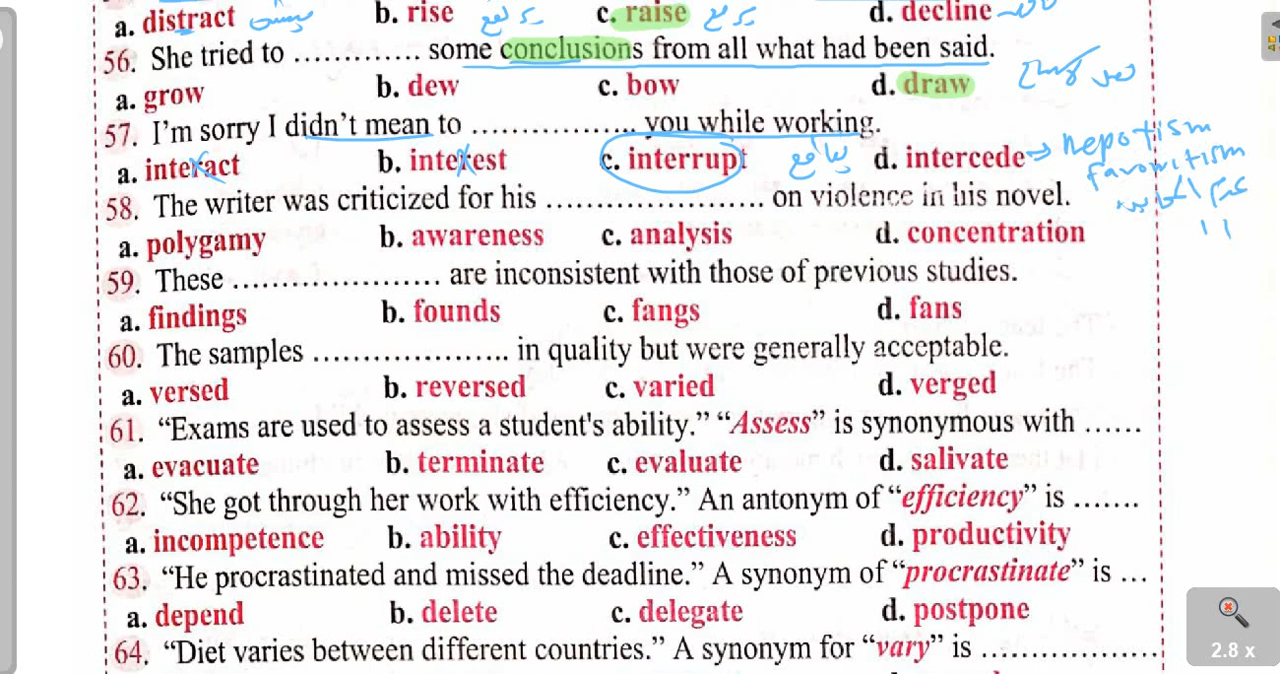 a. distract b. rise c. raise d. decline
56. She tried to ............. some conclusions from all what had been said.
a. grow b. dew c. bow d. draw
57. I'm sorry I didn't mean to ................. you while working.
a. interact b. interest c. interrupt d. intercede → nepotism
favouritism
58. The writer was criticized for his ...................... on violence in his novel.
a. polygamy b. awareness c. analysis d. concentration
59. These ..................... are inconsistent with those of previous studies.
a. findings b. founds c. fangs d. fans
60. The samples .................... in quality but were generally acceptable.
a. versed b. reversed c. varied d. verged
61. “Exams are used to assess a student's ability.” “Assess” is synonymous with ......
a. evacuate b. terminate c. evaluate d. salivate
62. “She got through her work with efficiency.” An antonym of “efficiency” is .......
a. incompetence b. ability c. effectiveness d. productivity
63. “He procrastinated and missed the deadline.” A synonym of “procrastinate” is ...
a. depend b. delete c. delegate d. postpone
64. “Diet varies between different countries.” A synonym for “vary” is ..................
2.8 x